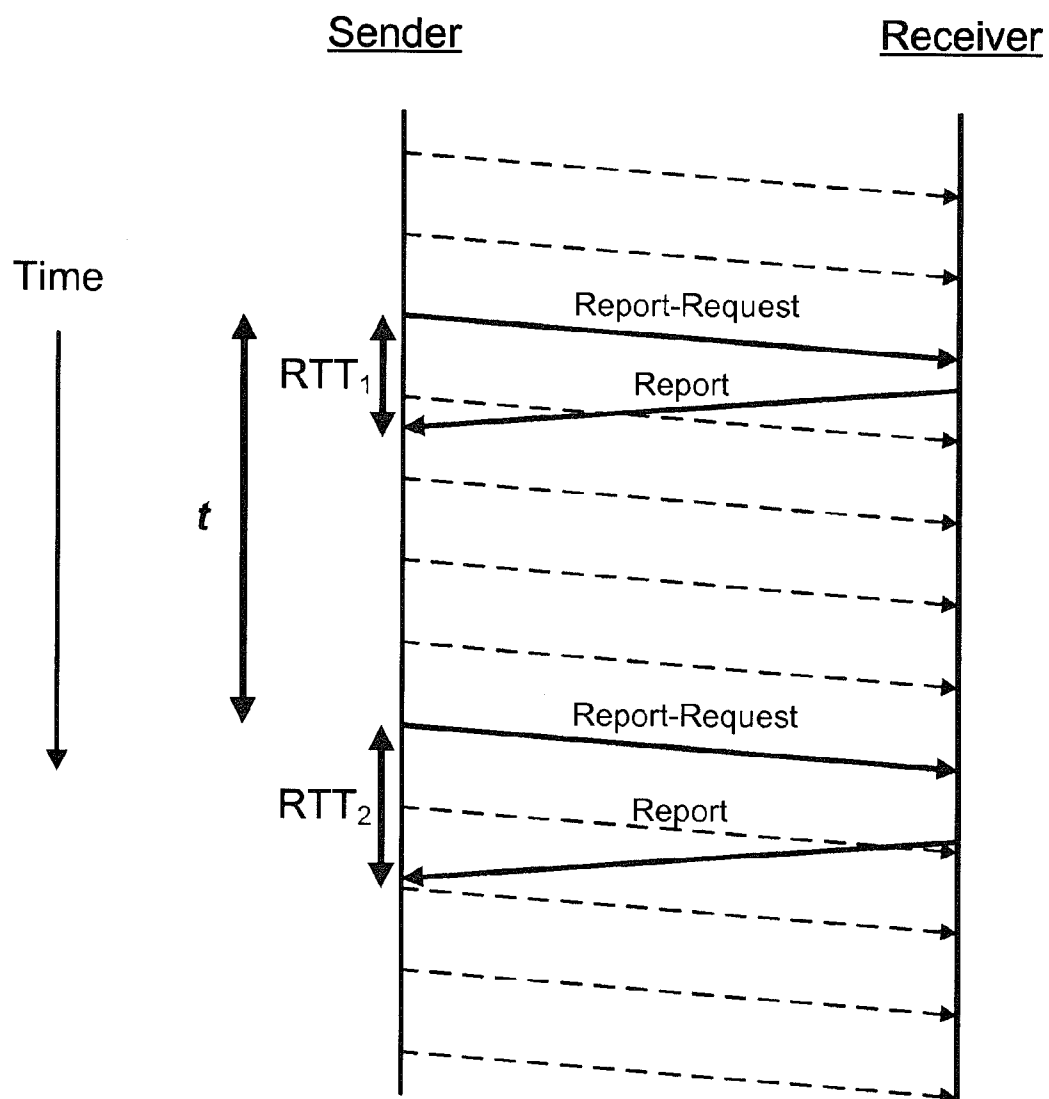 Sender
Receiver
Time
Report-Request
RTT1
Report
t
Report-Request
RTT2
Report